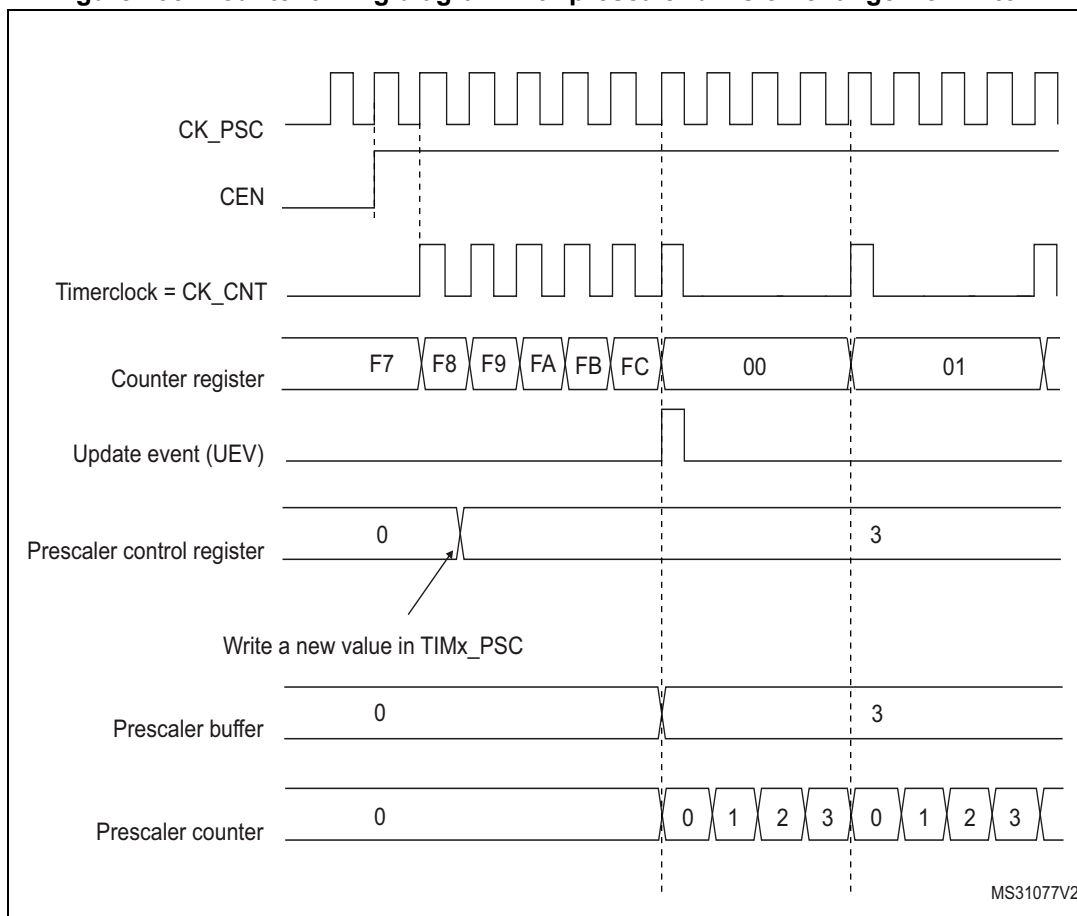 CK_PSC
CEN
Timerclock = CK_CNT
Counter register
F7 F8 F9 FA FB FC 00 01
Update event (UEV)
Prescaler control register
0 3
Write a new value in TIMx_PSC
Prescaler buffer
0 3
Prescaler counter
0 0 1 2 3 0 1 2 3
MS31077V2